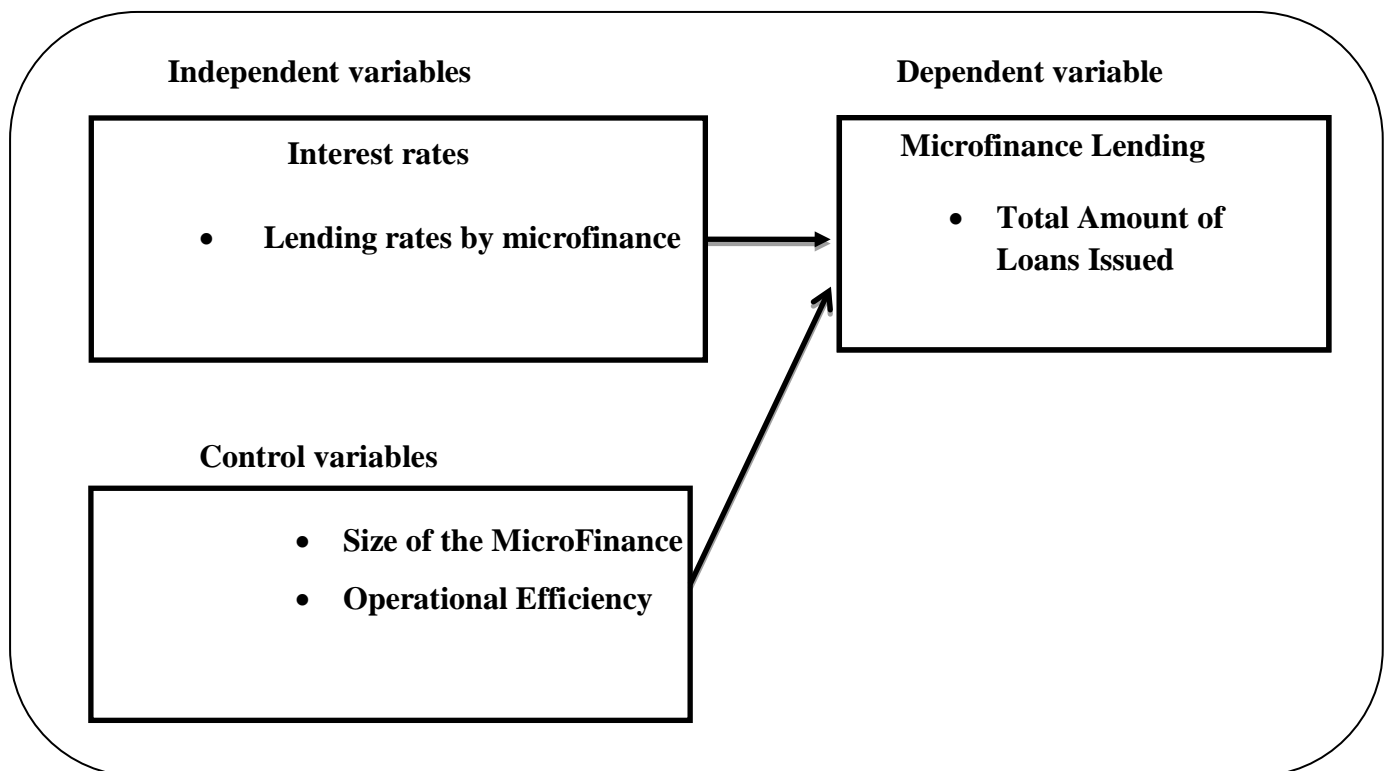 Independent variables
Interest rates
• Lending rates by microfinance
Dependent variable
Microfinance Lending
• Total Amount of
Loans Issued
Control variables
• Size of the MicroFinance
• Operational Efficiency